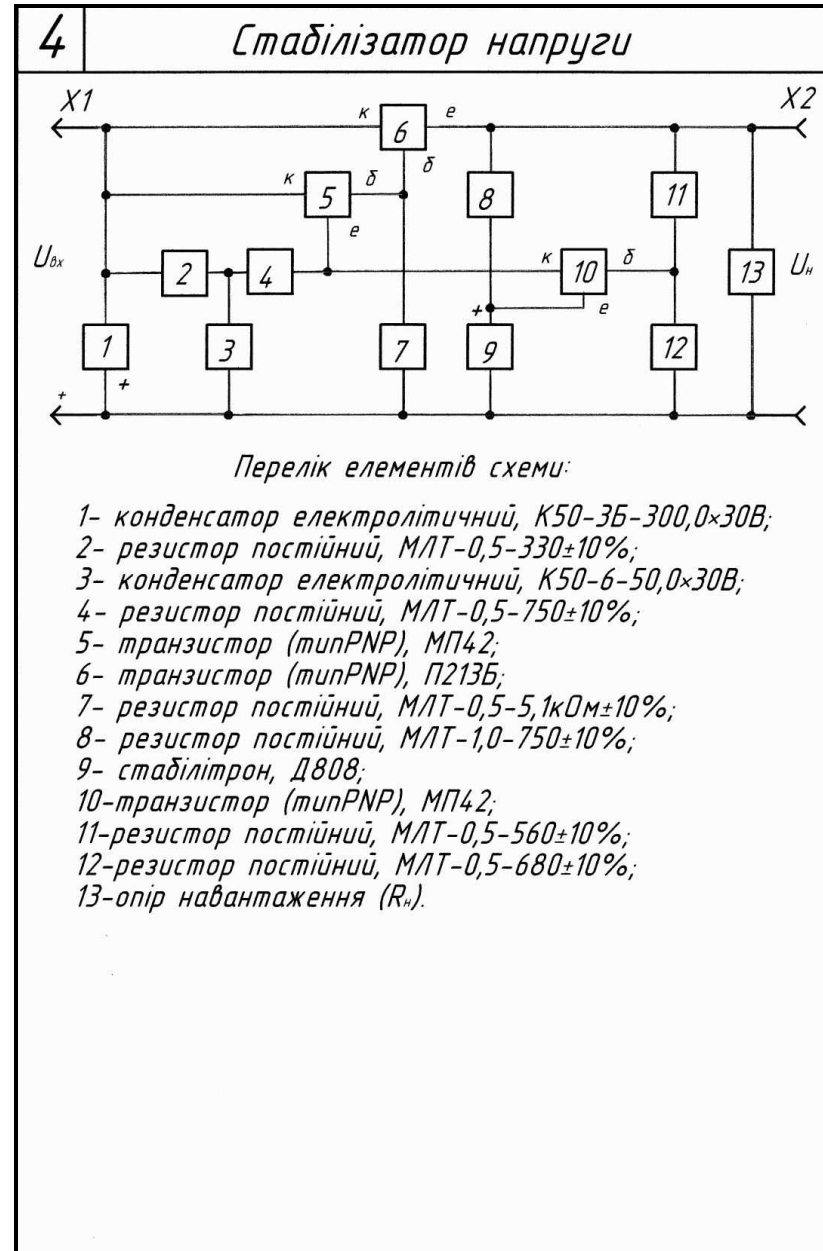 4 Стабілізатор напруги
X1 X2
к 6 е
б
к 5 б 8 11
е
Uвх 2 4 к 10 б 13 Uн
+ е
1 3 7 9 12
+
+
Перелік елементів схеми:
1- конденсатор електролітичний, К50-3Б-300,0×30В;
2- резистор постійний, МЛТ-0,5-330±10%;
3- конденсатор електролітичний, К50-6-50,0×30В;
4- резистор постійний, МЛТ-0,5-750±10%;
5- транзистор (типPNP), МП42;
6- транзистор (типPNP), П213Б;
7- резистор постійний, МЛТ-0,5-5,1кОм±10%;
8- резистор постійний, МЛТ-1,0-750±10%;
9- стабілітрон, Д808;
10-транзистор (типPNP), МП42;
11-резистор постійний, МЛТ-0,5-560±10%;
12-резистор постійний, МЛТ-0,5-680±10%;
13-опір навантаження (Rн).